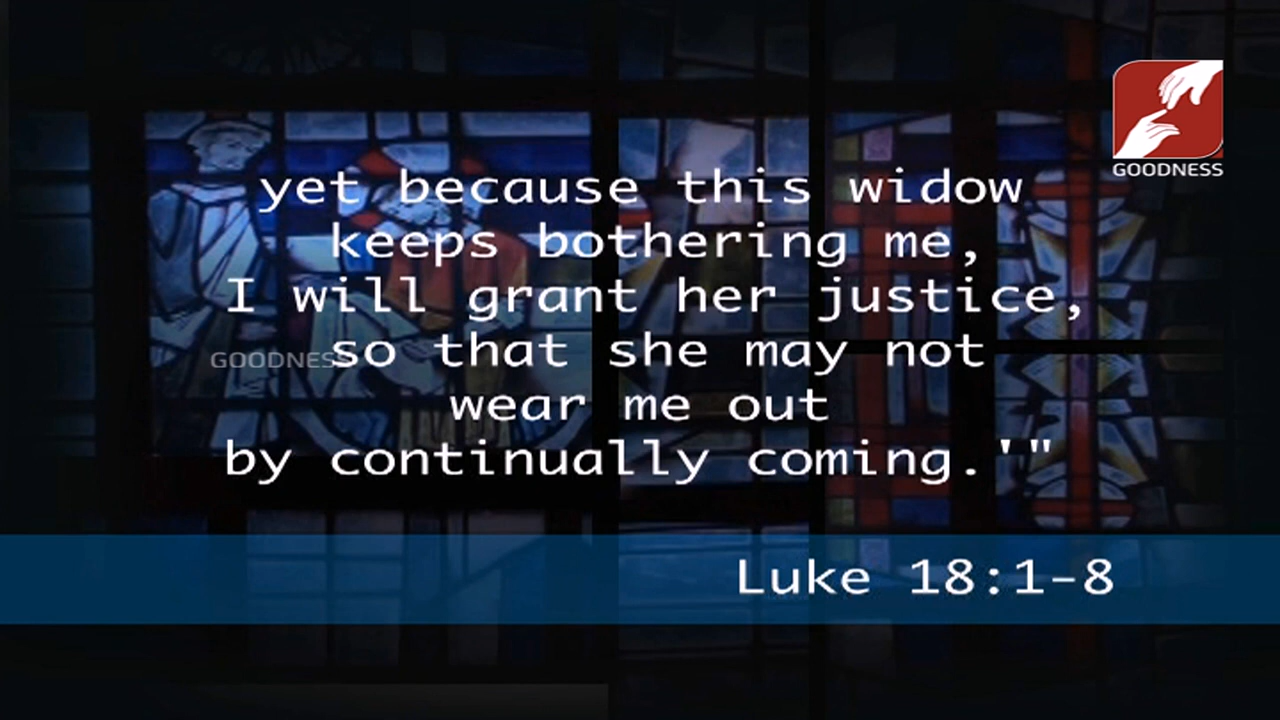 GOODNESS
yet because this widow
keeps bothering me,
I will grant her justice,
GOODNESS
so that she may not
wear me out
by continually coming.'"
Luke 18:1-8